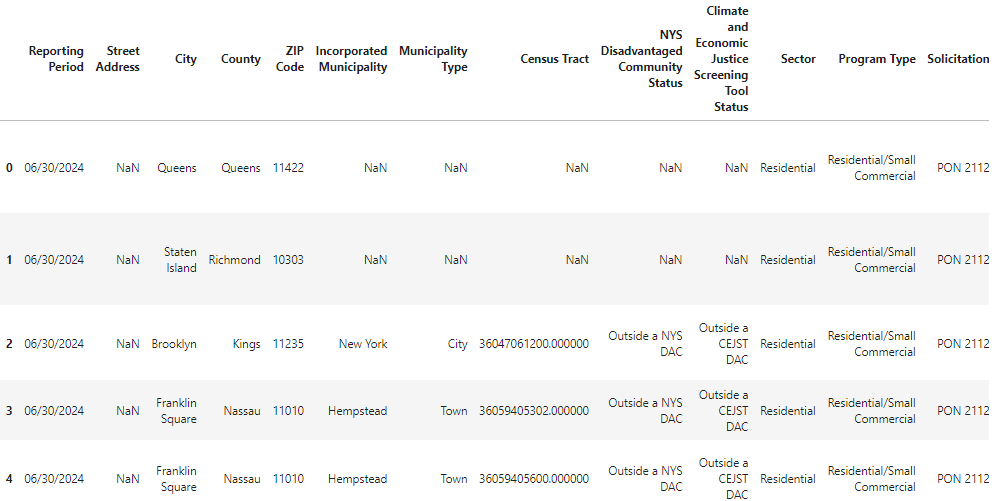 Reporting Period Street Address City County ZIP Code Incorporated Municipality Municipality Type Census Tract NYS Disadvantaged Community Status Climate and Economic Justice Screening Tool Status Sector Program Type Solicitation
0 06/30/2024 NaN Queens Queens 11422 NaN NaN NaN NaN NaN Residential Residential/Small Commercial PON 2112
1 06/30/2024 NaN Staten Island Richmond 10303 NaN NaN NaN NaN NaN Residential Residential/Small Commercial PON 2112
2 06/30/2024 NaN Brooklyn Kings 11235 New York City 36047061200.000000 Outside a NYS DAC Outside a CEJST DAC Residential Residential/Small Commercial PON 2112
3 06/30/2024 NaN Franklin Square Nassau 11010 Hempstead Town 36059405302.000000 Outside a NYS DAC Outside a CEJST DAC Residential Residential/Small Commercial PON 2112
4 06/30/2024 NaN Franklin Square Nassau 11010 Hempstead Town 36059405600.000000 Outside a NYS DAC Outside a CEJST DAC Residential Residential/Small Commercial PON 2112